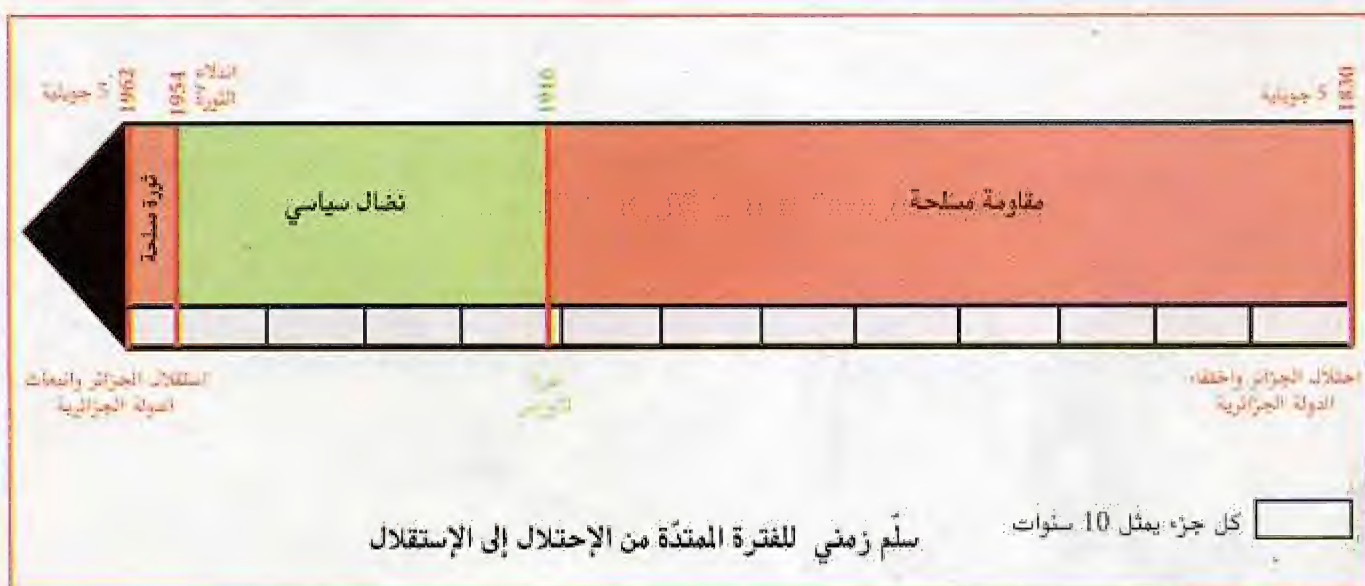 1830
5 جويلية
1916
1954
الثورة
1962
5 جويلية
مقاومة مسلحة
نضال سياسي
ثورة مسلحة
احتلال الجزائر واختفاء
الدولة الجزائرية
استقلال الجزائر وانبعاث
الدولة الجزائرية
كل جزء يمثل 10 سنوات
سلّم زمني للفترة الممتدّة من الإحتلال إلى الإستقلال